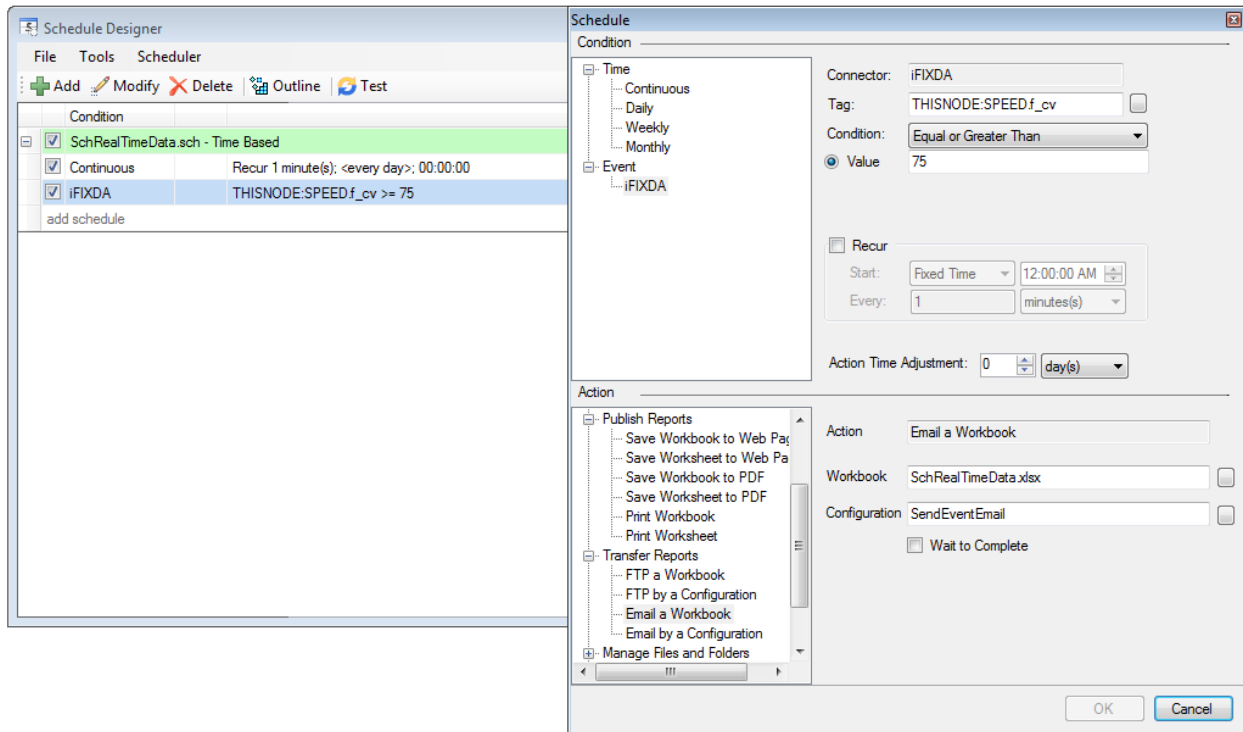 Schedule Designer
File Tools Scheduler
Add Modify Delete Outline Test
Condition
SchRealTimeData.sch - Time Based
Continuous Recur 1 minute(s); <every day>; 00:00:00
iFIXDA THISNODE:SPEED.f_cv >= 75
add schedule
Schedule
Condition
Time
Continuous
Daily
Weekly
Monthly
Event
iFIXDA
Connector: iFIXDA
Tag: THISNODE:SPEED.f_cv
Condition: Equal or Greater Than
Value 75
Recur
Start: Fixed Time 12:00:00 AM
Every: 1 minutes(s)
Action Time Adjustment: 0 day(s)
Action
Publish Reports
Save Workbook to Web Pag
Save Worksheet to Web Pa
Save Workbook to PDF
Save Worksheet to PDF
Print Workbook
Print Worksheet
Transfer Reports
FTP a Workbook
FTP by a Configuration
Email a Workbook
Email by a Configuration
Manage Files and Folders
Action Email a Workbook
Workbook SchRealTimeData.xlsx
Configuration SendEventEmail
Wait to Complete
OK Cancel